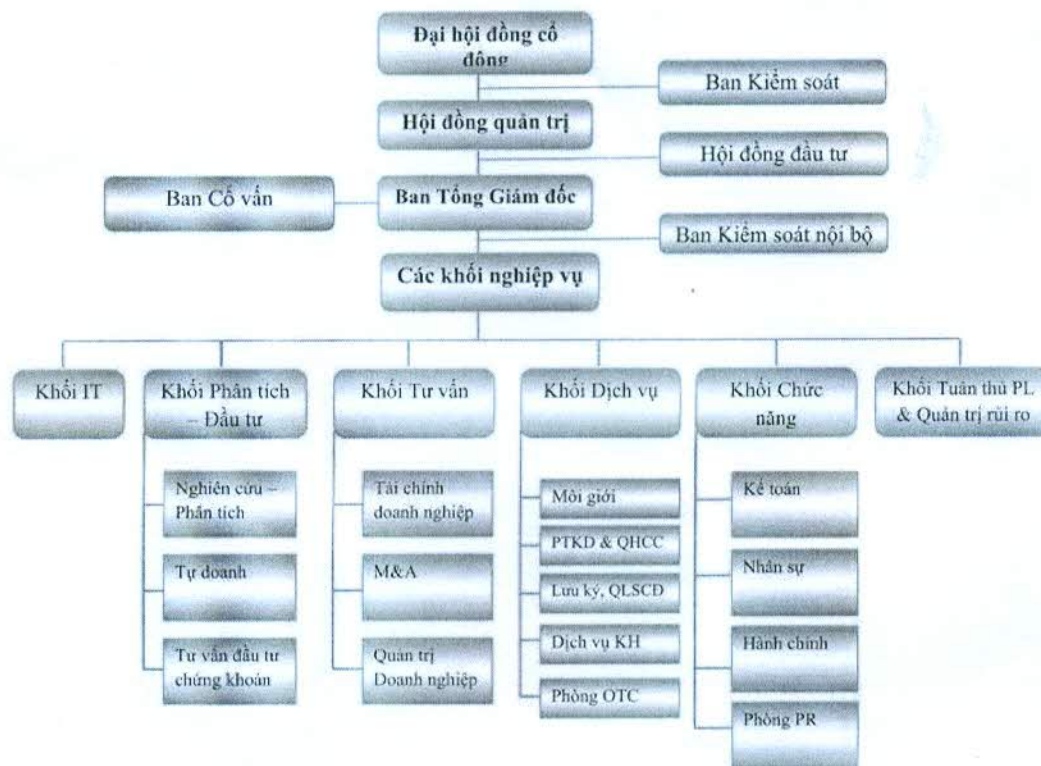 Đại hội đồng cổ
đông
Ban Kiểm soát
Hội đồng quản trị
Hội đồng đầu tư
Ban Cố vấn
Ban Tổng Giám đốc
Ban Kiểm soát nội bộ
Các khối nghiệp vụ
Khối IT
Khối Phân tích
– Đầu tư
Khối Tư vấn
Khối Dịch vụ
Khối Chức
năng
Khối Tuân thủ PL
& Quản trị rủi ro
Nghiên cứu –
Phân tích
Tự doanh
Tư vấn đầu tư
chứng khoán
Tài chính
doanh nghiệp
M&A
Quản trị
Doanh nghiệp
Môi giới
PTKD & QHCC
Lưu ký, QLSCĐ
Dịch vụ KH
Phòng OTC
Kế toán
Nhân sự
Hành chính
Phòng PR